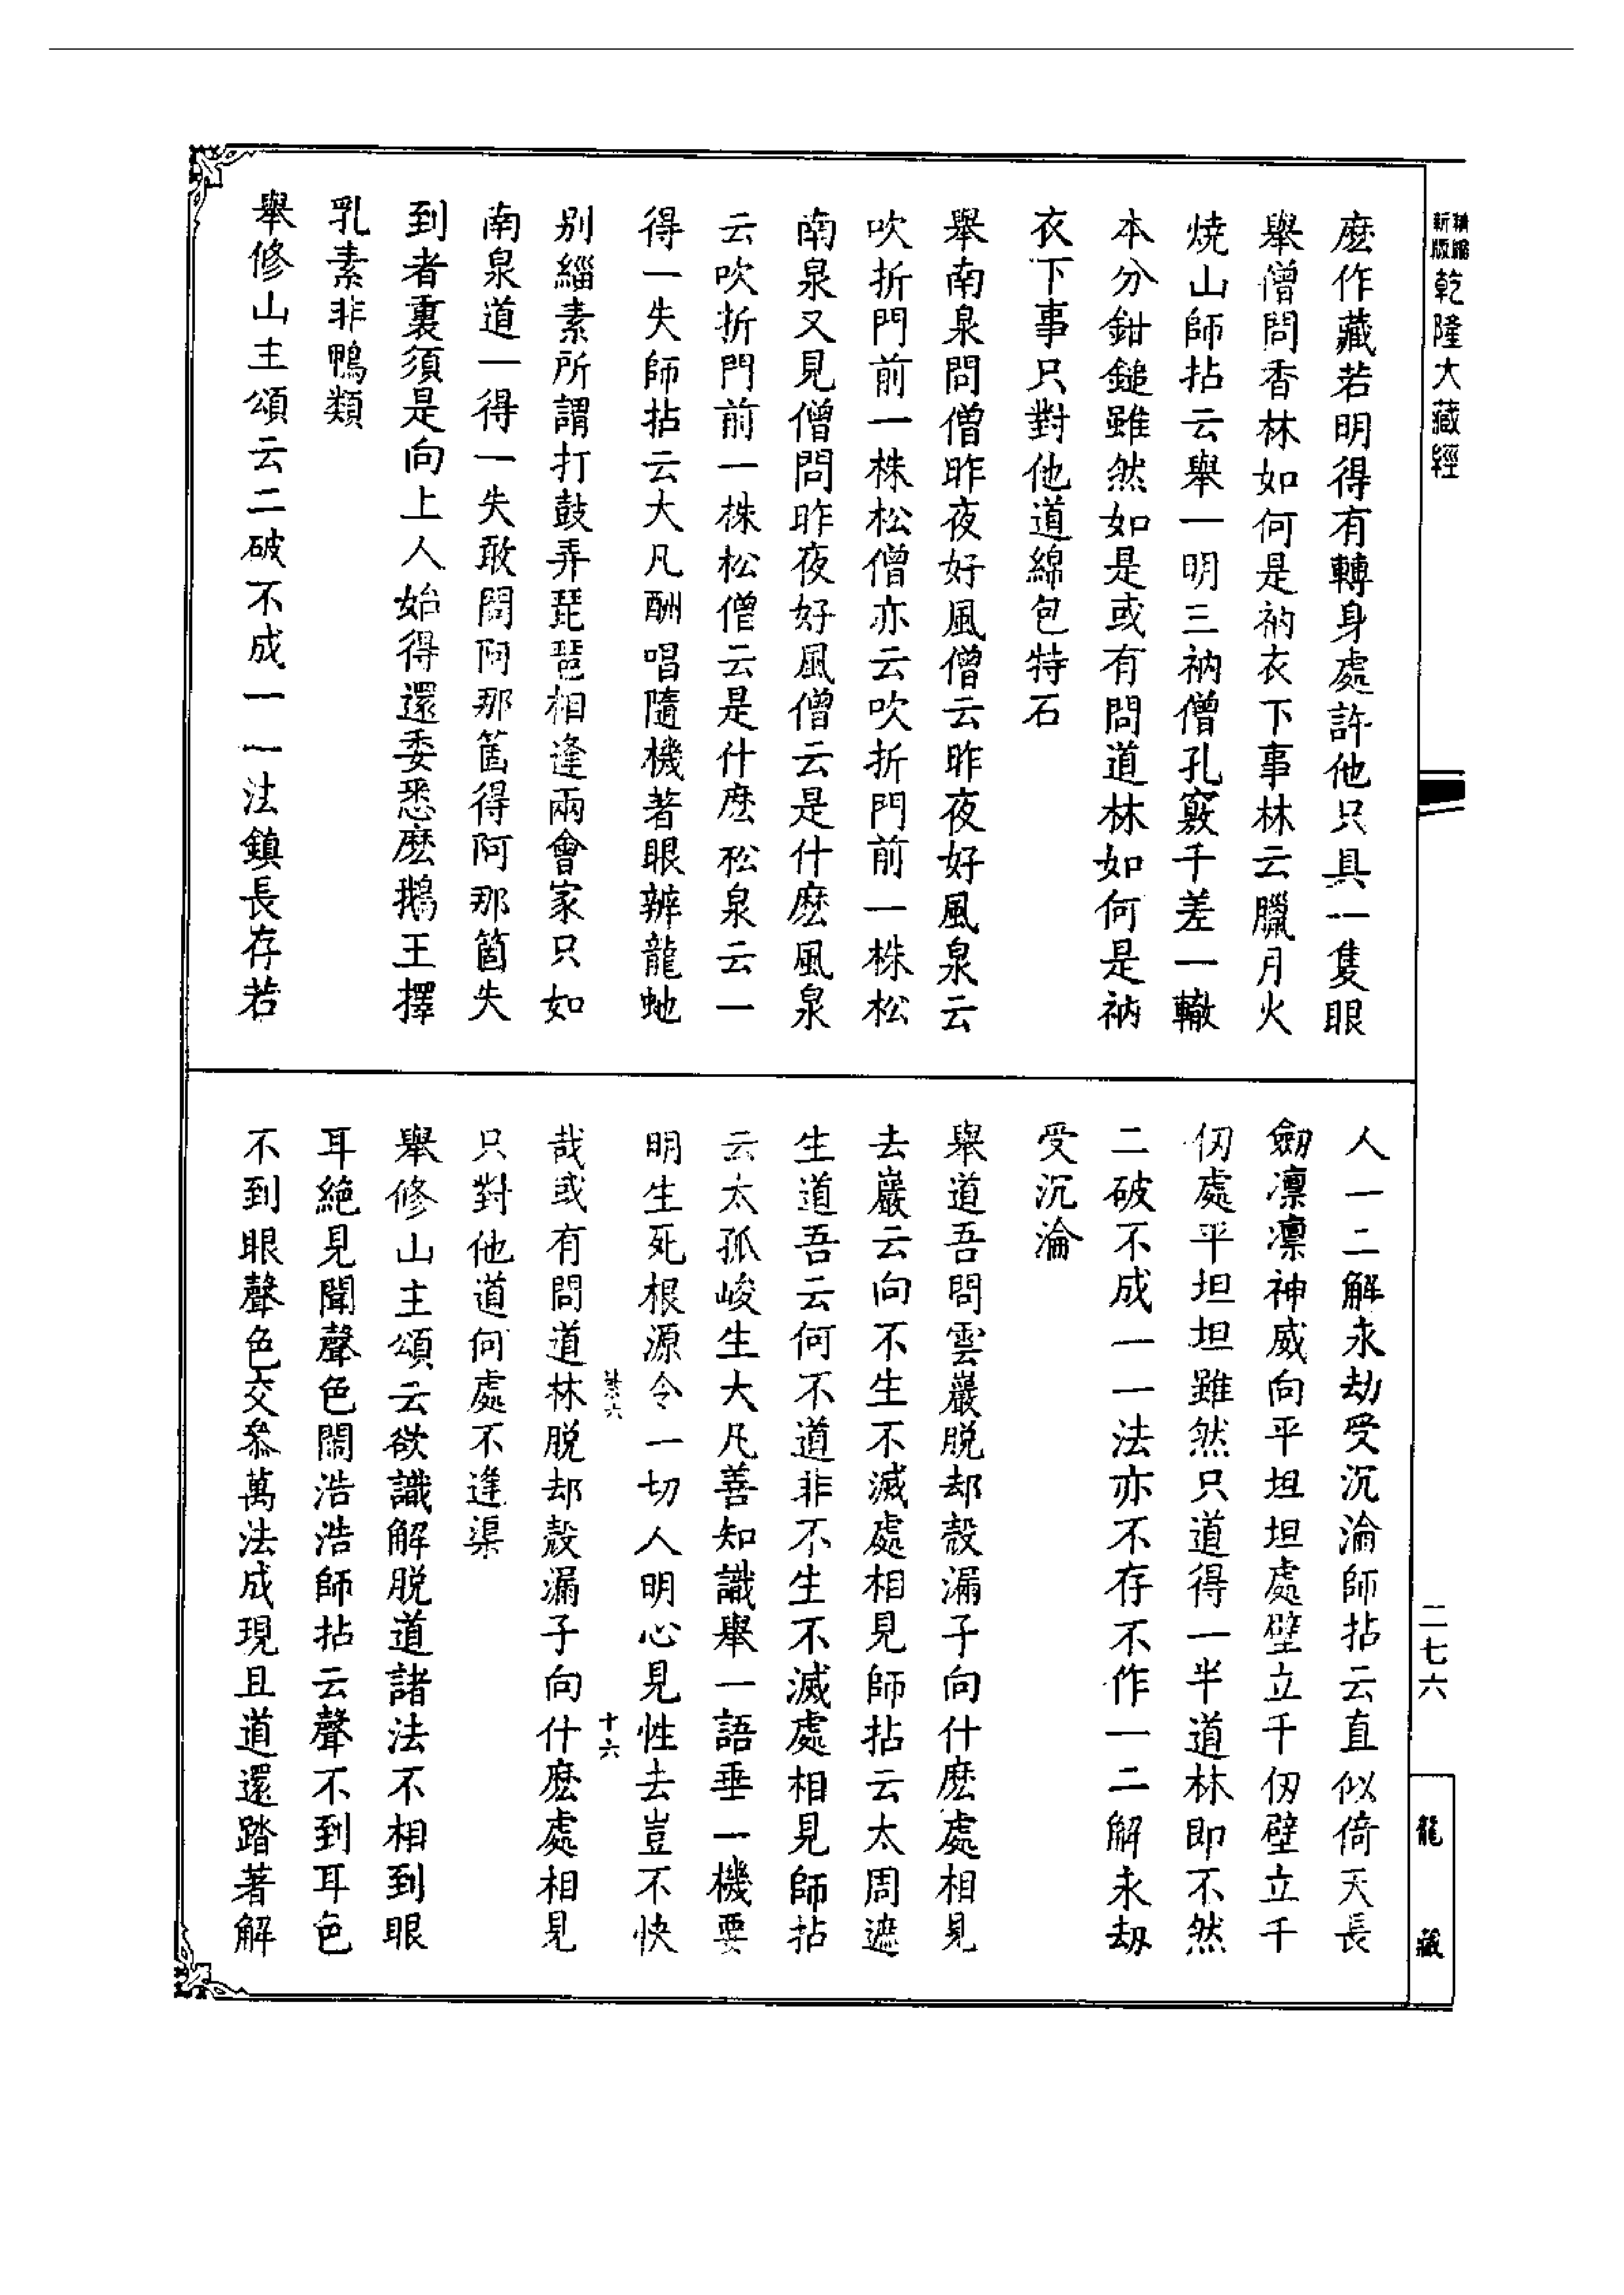 精縮
新版
乾隆大藏經
麽作藏若明得有轉身處許他只具一隻眼
舉僧問香林如何是衲衣下事林云臘月火
燒山師拈云舉一明三衲僧孔竅千差一轍
本分鉗鎚雖然如是或有問道林如何是衲
衣下事只對他道綿包特石
舉南泉問僧昨夜好風僧云昨夜好風泉云
吹折門前一株松僧亦云吹折門前一株松
南泉又見僧問昨夜好風僧云是什麽風泉
云吹折門前一株松僧云是什麽松泉云一
得一失師拈云大凡酬唱隨機著眼辨龍虵
別緇素所謂打鼓弄琵琶相逢兩會家只如
南泉道一得一失敢問阿那箇得阿那箇失
到者裏須是向上人始得還委悉麽鵝王擇
乳素非鴨類
舉修山主頌云二破不成一一法鎮長存若
人一二解永劫受沉淪師拈云直似倚天長
劒凛凛神威向平坦坦處壁立千仞壁立千
仞處平坦坦雖然只道得一半道林即不然
二破不成一一法亦不存不作一二解永劫
受沉淪
舉道吾問雲巖脱却殼漏子向什麽處相見
去巖云向不生不滅處相見師拈云太周遮
生道吾云何不道非不生不滅處相見師拈
云太孤峻生大凡善知識舉一語垂一機要
明生死根源令一切人明心見性去豈不快
哉或有問道林脱却殼漏子向什麽處相見
只對他道何處不逢渠
舉修山主頌云欲識解脱道諸法不相到眼
耳絶見聞聲色鬧浩浩師拈云聲不到耳色
不到眼聲色交叅萬法成現且道還踏著解
十六
二七六
龍藏